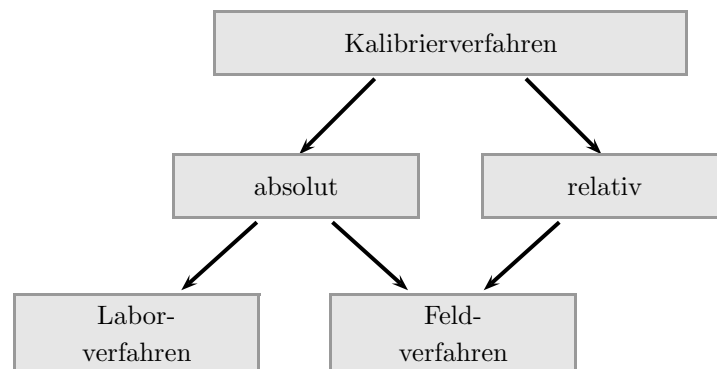 Kalibrierverfahren
absolut
relativ
Labor-
verfahren
Feld-
verfahren